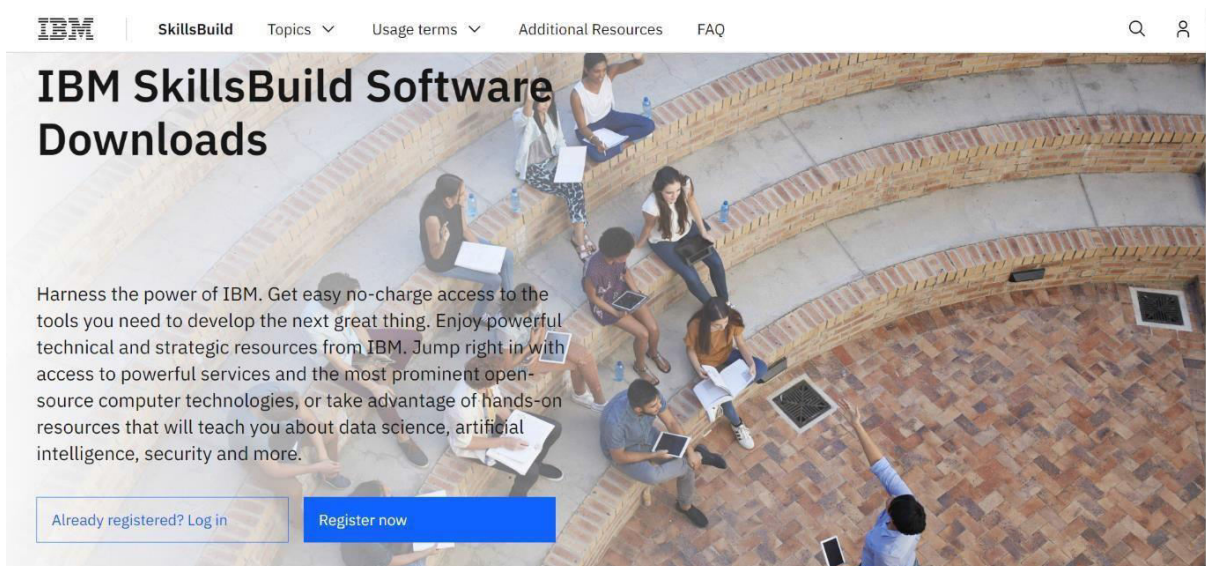 IBM SkillsBuild Topics Usage terms Additional Resources FAQ
IBM SkillsBuild Software
Downloads
Harness the power of IBM. Get easy no-charge access to the
tools you need to develop the next great thing. Enjoy powerful
technical and strategic resources from IBM. Jump right in with
access to powerful services and the most prominent open-
source computer technologies, or take advantage of hands-on
resources that will teach you about data science, artificial
intelligence, security and more.
Already registered? Log in Register now